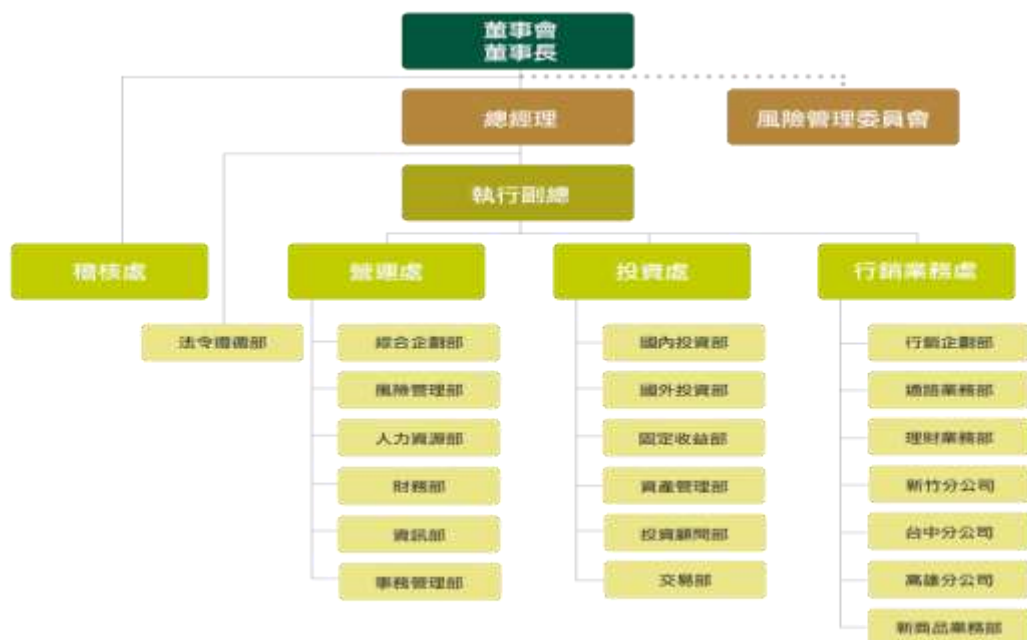 董事會
董事長
總經理
風險管理委員會
執行副總
稽核處
營運處
投資處
行銷業務處
法令遵循部
綜合企劃部
風險管理部
人力資源部
財務部
資訊部
事務管理部
國內投資部
國外投資部
固定收益部
資產管理部
投資顧問部
交易部
行銷企劃部
通路業務部
理財業務部
新竹分公司
台中分公司
高雄分公司
新商品業務部